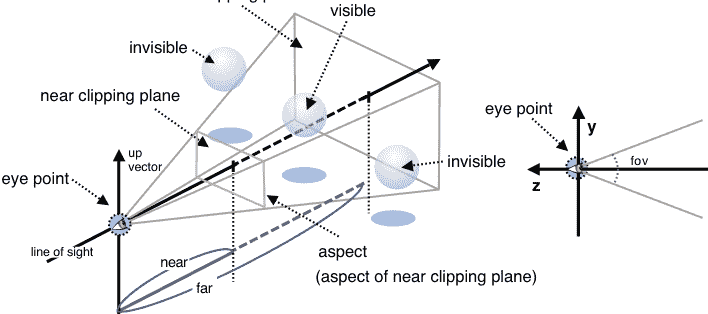 visible
invisible
near clipping plane
up
vector
eye point
line of sight
near
far
invisible
aspect
(aspect of near clipping plane)
eye point
y
z
fov